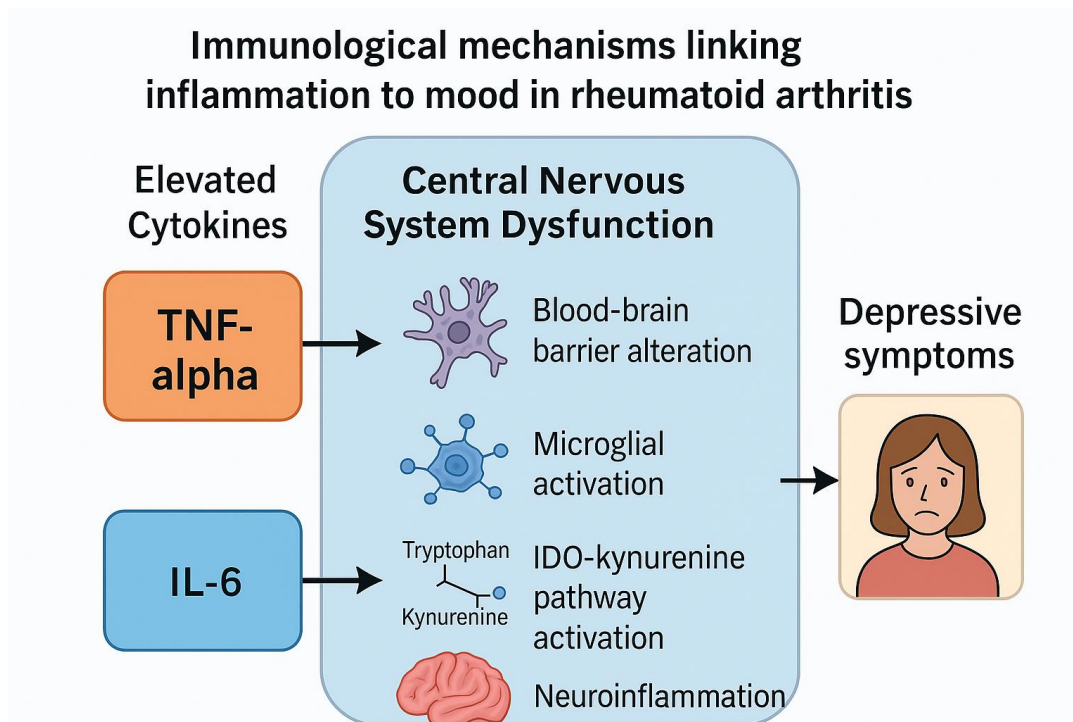 Immunological mechanisms linking
inflammation to mood in rheumatoid arthritis
Elevated
Cytokines
TNF-
alpha
IL-6
Central Nervous
System Dysfunction
Blood-brain
barrier alteration
Microglial
activation
Tryptophan
Kynurenine
IDO-kynurenine
pathway
activation
Neuroinflammation
Depressive
symptoms